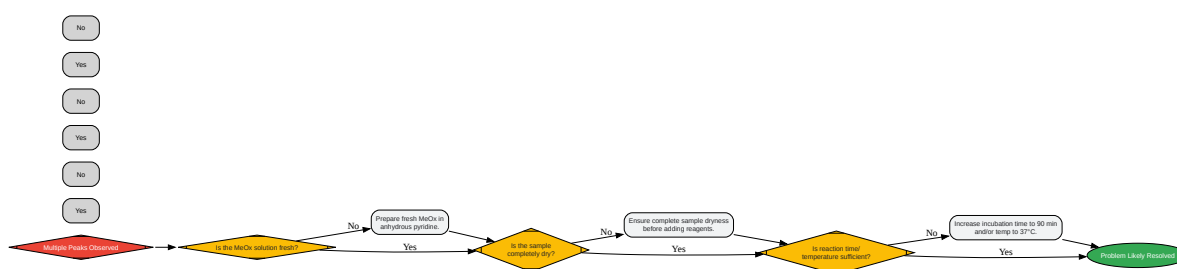 No
Yes
No
Yes
No
Yes
Multiple Peaks Observed
Is the MeOx solution fresh?
No
Prepare fresh MeOx in
anhydrous pyridine.
Yes
Is the sample
completely dry?
No
Ensure complete sample dryness
before adding reagents.
Yes
Is reaction time/
temperature sufficient?
No
Increase incubation time to 90 min
and/or temp to 37°C.
Yes
Problem Likely Resolved